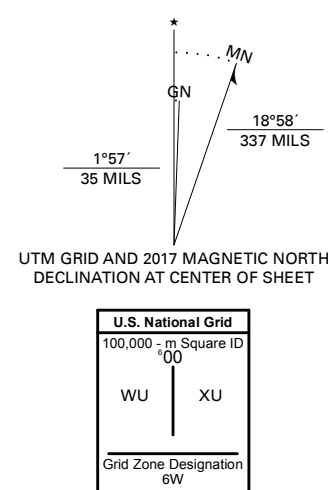 ★
MN
GN
18°58´
337 MILS
1°57´
35 MILS
UTM GRID AND 2017 MAGNETIC NORTH
DECLINATION AT CENTER OF SHEET
U.S. National Grid
100,000 - m Square ID
⁶00
WU XU
Grid Zone Designation
6W